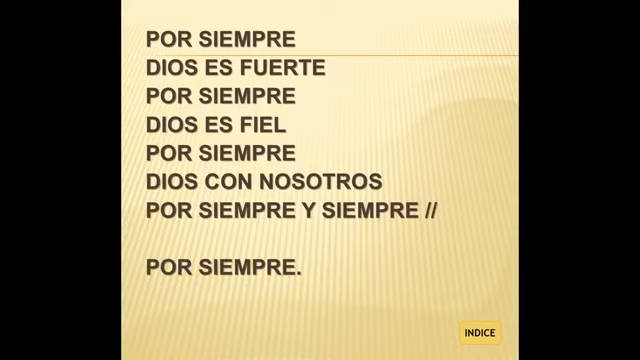 POR SIEMPRE
DIOS ES FUERTE
POR SIEMPRE
DIOS ES FIEL
POR SIEMPRE
DIOS CON NOSOTROS
POR SIEMPRE Y SIEMPRE //
POR SIEMPRE.
INDICE